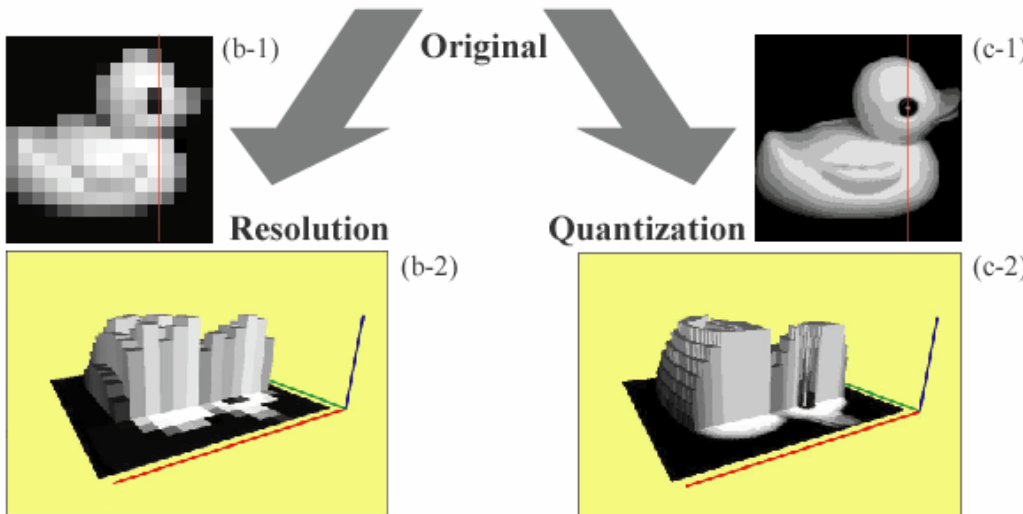 (b-1)
Original
(c-1)
Resolution
Quantization
(b-2)
(c-2)